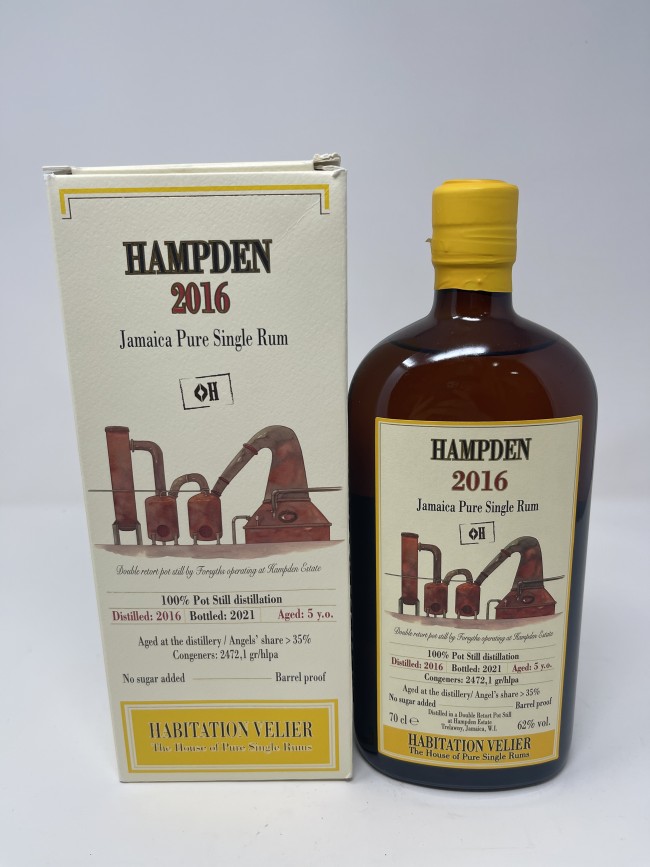 HAMPDEN
2016
Jamaica Pure Single Rum
<>H
Double retort pot still by Forsyths operating at Hampden Estate
100% Pot Still distillation
Distilled: 2016 Bottled: 2021 Aged: 5 y.o.
Aged at the distillery / Angels' share > 35%
Congeners: 2472,1 gr/hlpa
No sugar added Barrel proof
HABITATION VELIER
The House of Pure Single Rums
HAMPDEN
2016
Jamaica Pure Single Rum
<>H
Double retort pot still by Forsyths operating at Hampden Estate
100% Pot Still distillation
Distilled: 2016 Bottled: 2021 Aged: 5 y.o.
Congeners: 2472,1 gr/hlpa
Aged at the distillery/ Angel's share > 35%
No sugar added Barrel proof
70 cl ℮ Distilled in a Double Retort Pot Still
at Hampden Estate
Trelawny, Jamaica, W.I. 62% vol.
HABITATION VELIER
The House of Pure Single Rums